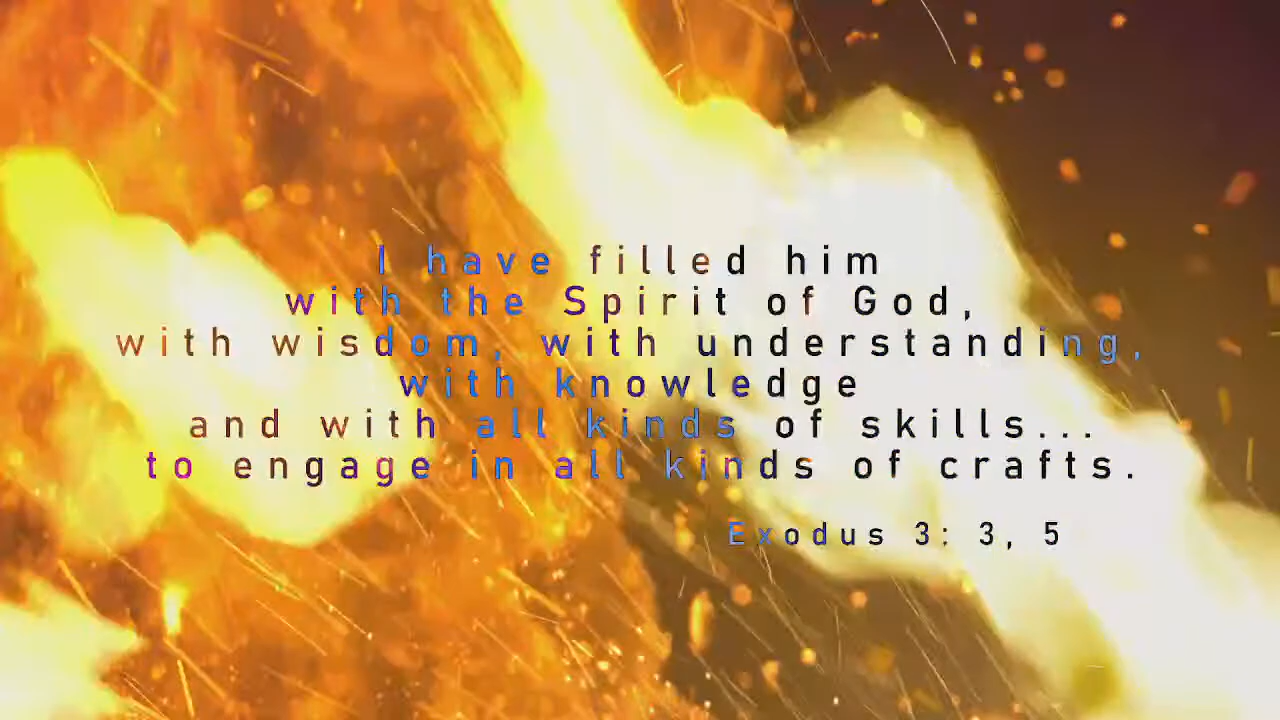 I have filled him
with the Spirit of God,
with wisdom, with understanding,
with knowledge
and with all kinds of skills...
to engage in all kinds of crafts.
Exodus 3: 3, 5